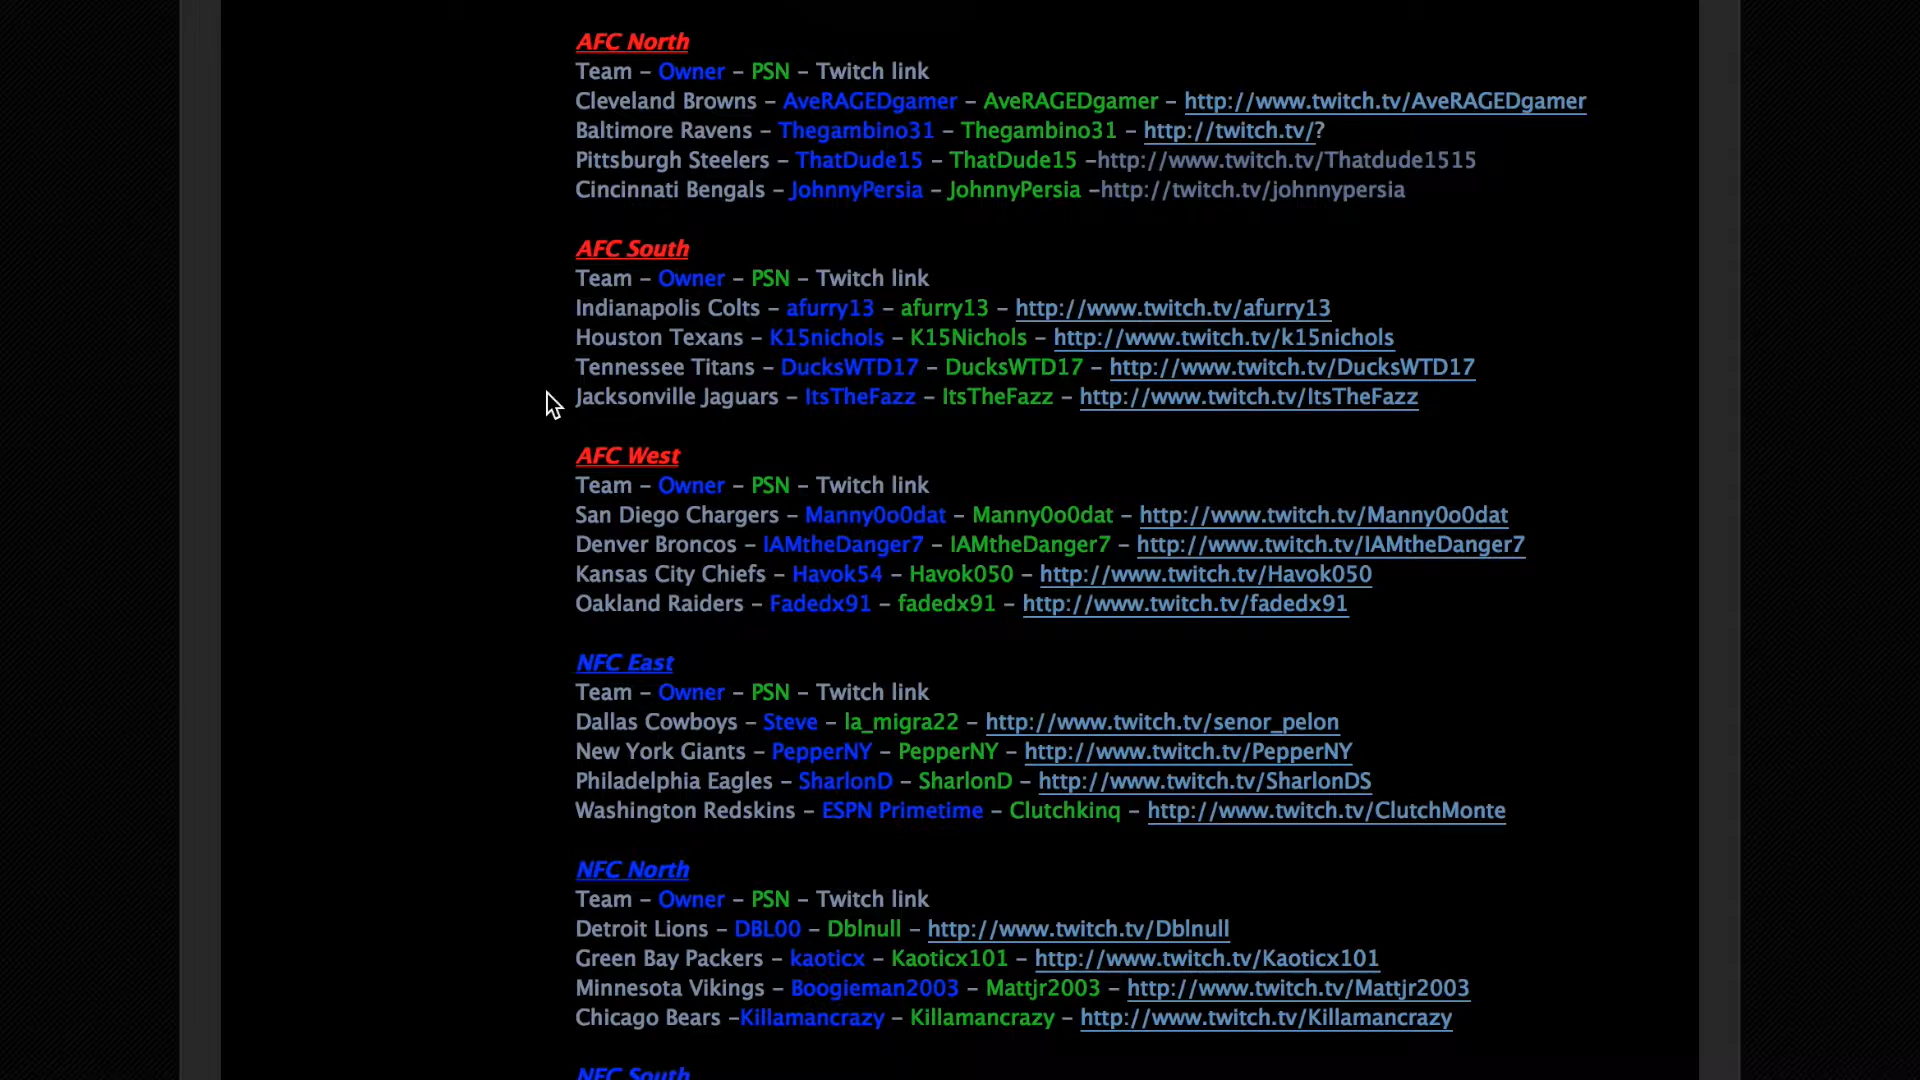 AFC North
Team – Owner – PSN – Twitch link
Cleveland Browns – AveRAGEDgamer – AveRAGEDgamer – http://www.twitch.tv/AveRAGEDgamer
Baltimore Ravens – Thegambino31 – Thegambino31 – http://twitch.tv/?
Pittsburgh Steelers – ThatDude15 – ThatDude15 –http://www.twitch.tv/Thatdude1515
Cincinnati Bengals – JohnnyPersia – JohnnyPersia –http://twitch.tv/johnnypersia
AFC South
Team – Owner – PSN – Twitch link
Indianapolis Colts – afurry13 – afurry13 – http://www.twitch.tv/afurry13
Houston Texans – K15nichols – K15Nichols – http://www.twitch.tv/k15nichols
Tennessee Titans – DucksWTD17 – DucksWTD17 – http://www.twitch.tv/DucksWTD17
Jacksonville Jaguars – ItsTheFazz – ItsTheFazz – http://www.twitch.tv/ItsTheFazz
AFC West
Team – Owner – PSN – Twitch link
San Diego Chargers – Manny0o0dat – Manny0o0dat – http://www.twitch.tv/Manny0o0dat
Denver Broncos – IAMtheDanger7 – IAMtheDanger7 – http://www.twitch.tv/IAMtheDanger7
Kansas City Chiefs – Havok54 – Havok050 – http://www.twitch.tv/Havok050
Oakland Raiders – Fadedx91 – fadedx91 – http://www.twitch.tv/fadedx91
NFC East
Team – Owner – PSN – Twitch link
Dallas Cowboys – Steve – la_migra22 – http://www.twitch.tv/senor_pelon
New York Giants – PepperNY – PepperNY – http://www.twitch.tv/PepperNY
Philadelphia Eagles – SharlonD – SharlonD – http://www.twitch.tv/SharlonDS
Washington Redskins – ESPN Primetime – Clutchkinq – http://www.twitch.tv/ClutchMonte
NFC North
Team – Owner – PSN – Twitch link
Detroit Lions – DBL00 – Dblnull – http://www.twitch.tv/Dblnull
Green Bay Packers – kaoticx – Kaoticx101 – http://www.twitch.tv/Kaoticx101
Minnesota Vikings – Boogieman2003 – Mattjr2003 – http://www.twitch.tv/Mattjr2003
Chicago Bears –Killamancrazy – Killamancrazy – http://www.twitch.tv/Killamancrazy
NFC South